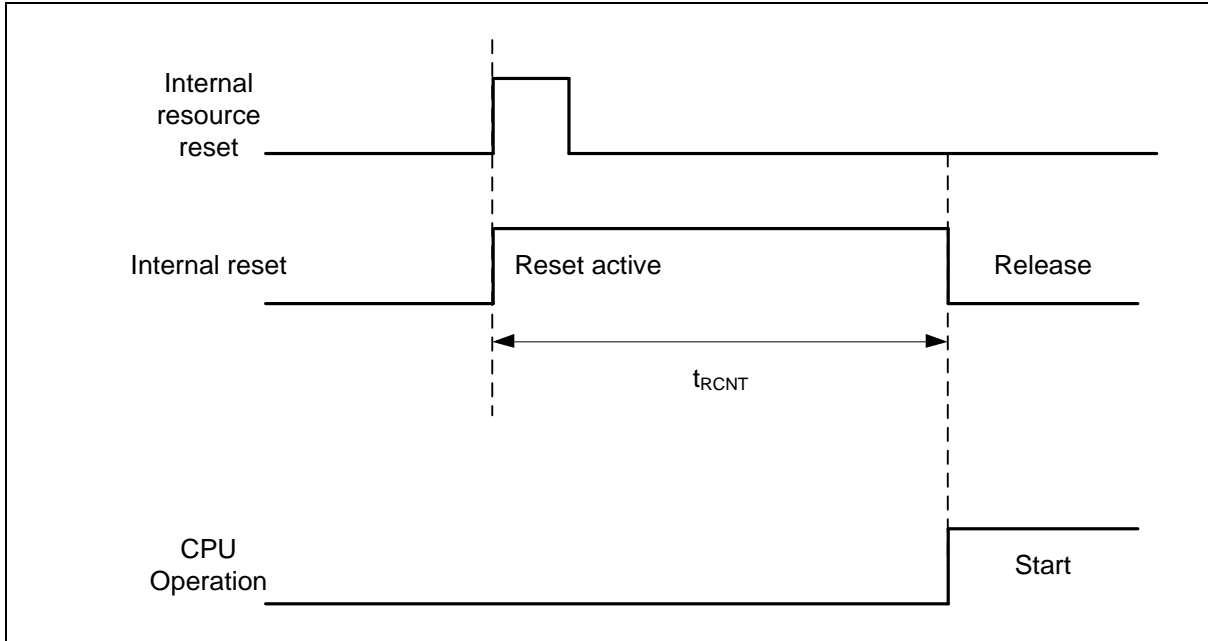 Internal
resource
reset
Internal reset
Reset active
Release
tRCNT
CPU
Operation
Start